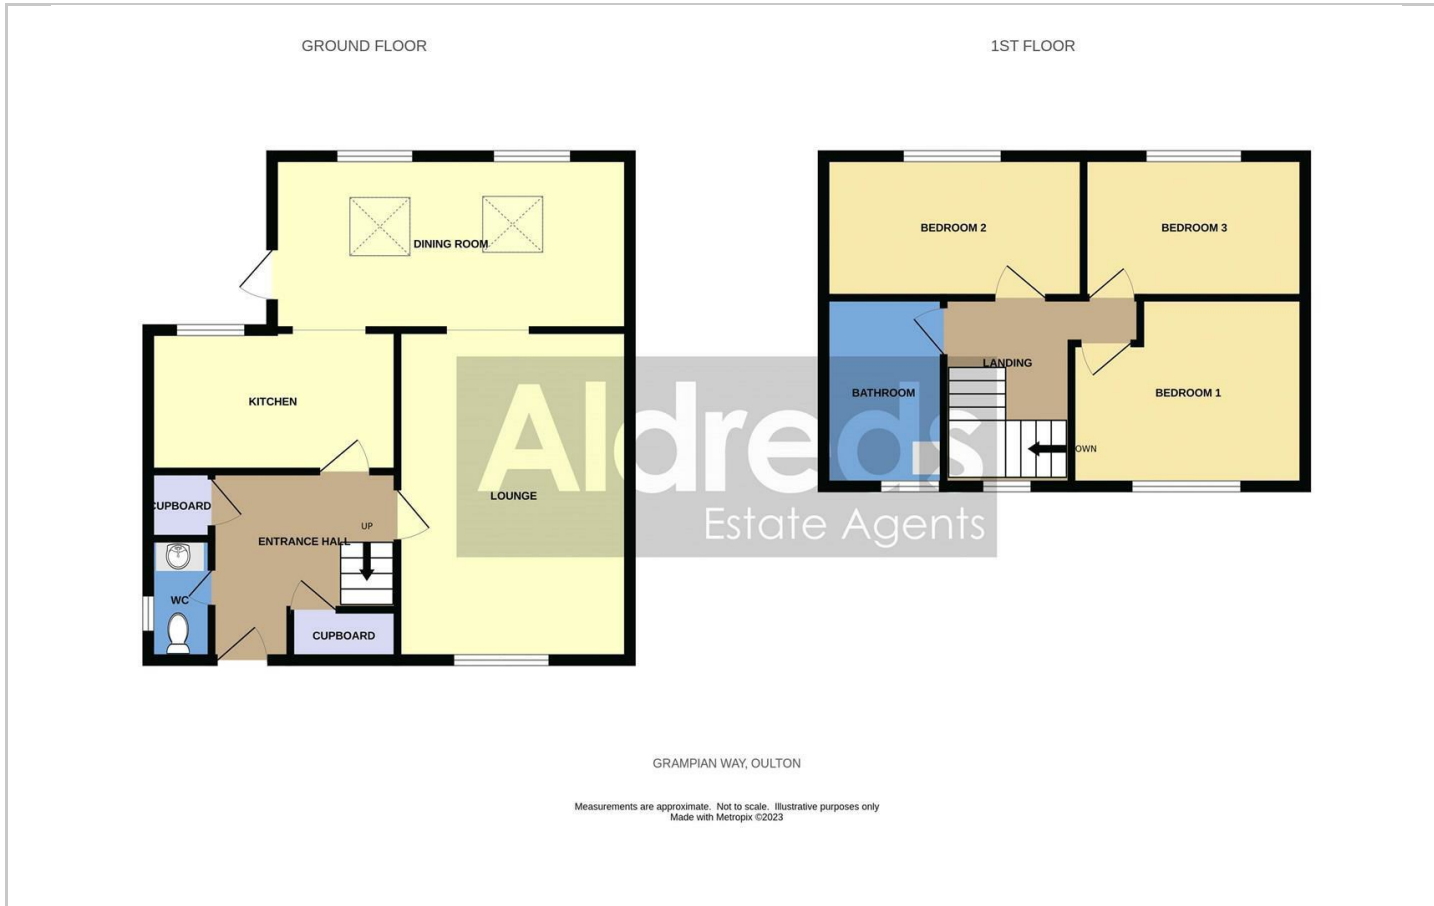 GROUND FLOOR
1ST FLOOR
DINING ROOM
KITCHEN
LOUNGE
CUPBOARD
ENTRANCE HALL
UP
WC
CUPBOARD
BEDROOM 2
BEDROOM 3
LANDING
BATHROOM
BEDROOM 1
OWN
Aldreds
Estate Agents
GRAMPIAN WAY, OULTON
Measurements are approximate. Not to scale. Illustrative purposes only
Made with Metropix ©2023